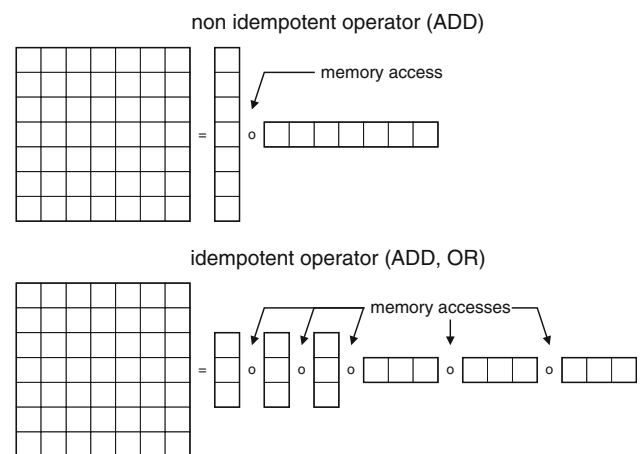 non idempotent operator (ADD)
memory access
= o
idempotent operator (ADD, OR)
memory accesses
= o o o o o